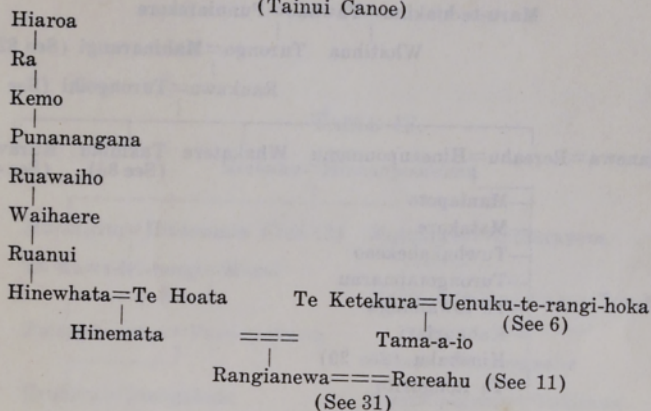 (Tainui Canoe)
Hiaroa
Ra
Kemo
Punanangana
Ruawaiho
Waihaere
Ruanui
Hinewhata=Te Hoata Te Ketekura=Uenuku-te-rangi-hoka
(See 6)
Hinemata === Tama-a-io
Rangianewa===Rereahu (See 11)
(See 31)